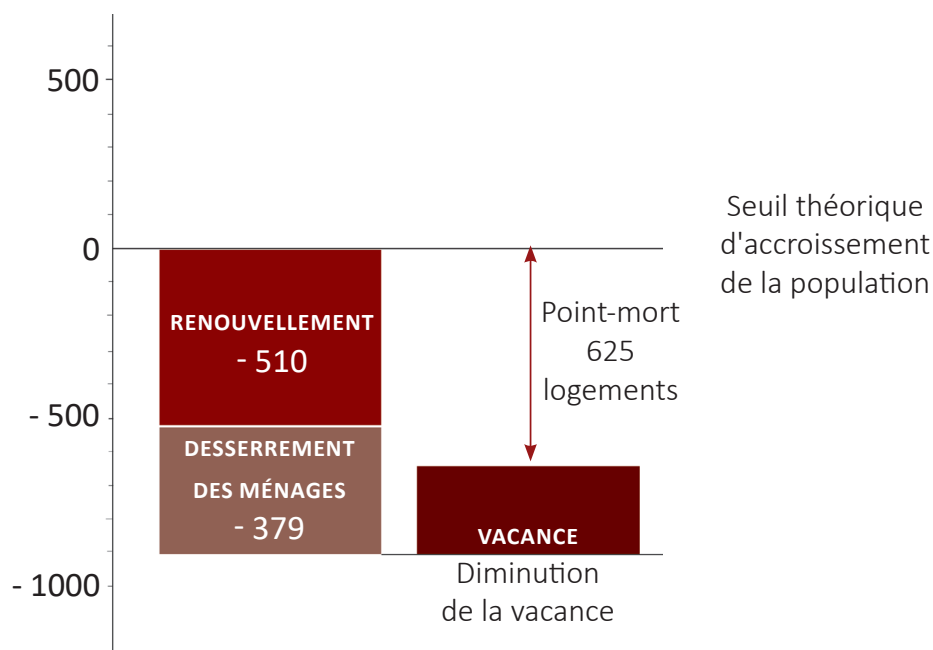 500
0
- 500
- 1000
RENOUVELLEMENT
- 510
DESSERREMENT
DES MÉNAGES
- 379
Point-mort
625
logements
VACANCE
Diminution
de la vacance
Seuil théorique
d'accroissement
de la population